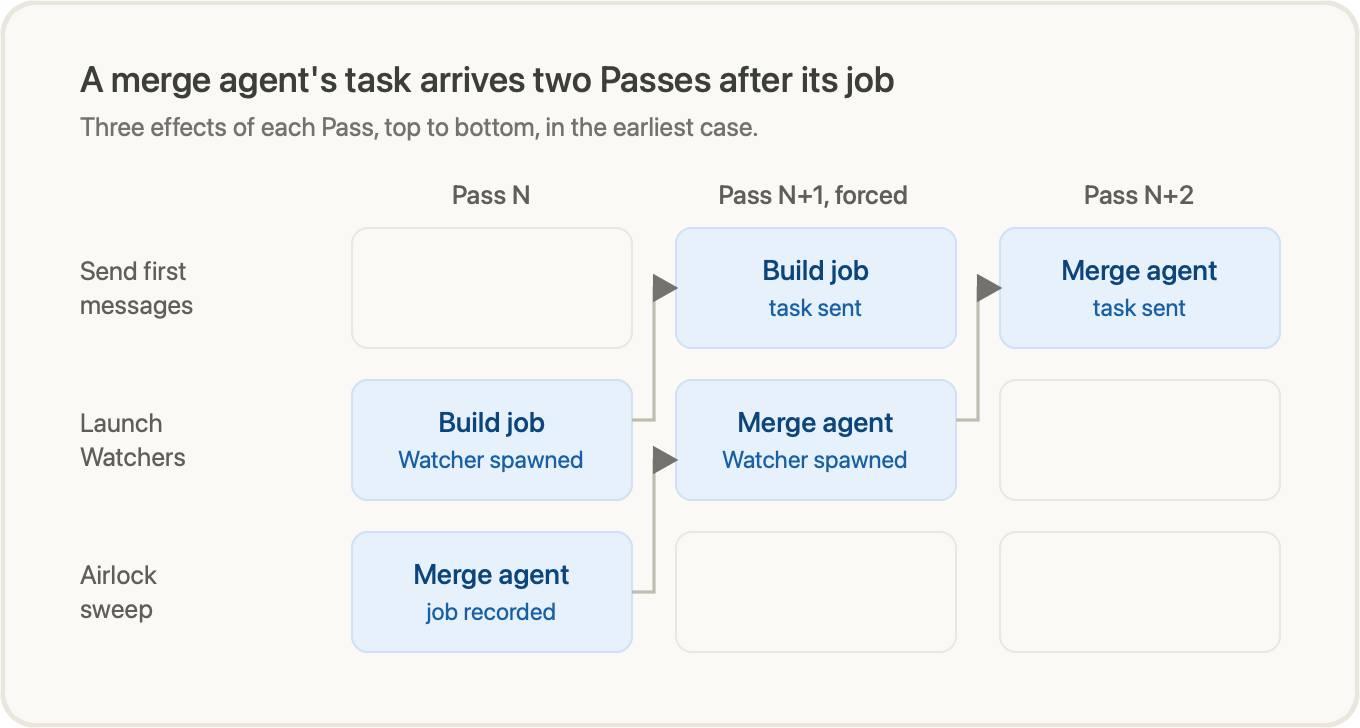 A merge agent's task arrives two Passes after its job
Three effects of each Pass, top to bottom, in the earliest case.
Pass N
Pass N+1, forced
Pass N+2
Send first
messages
Build job
task sent
Merge agent
task sent
Launch
Watchers
Build job
Watcher spawned
Merge agent
Watcher spawned
Airlock
sweep
Merge agent
job recorded